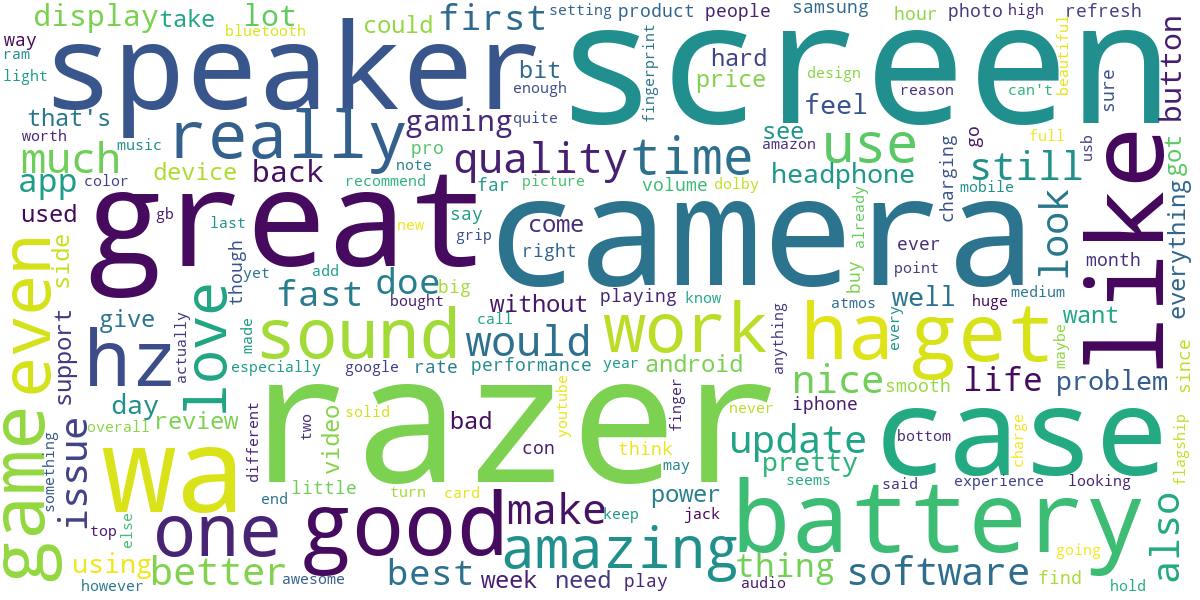 display take lot could first setting product people samsung hour photo high refresh
way bluetooth
ram speaker screen
light bit hard
enough price design feel reason can't beautiful sure button
fingerprint
that's really gaming quite
worth music pro see amazon use go full usb
much quality time headphone still got
app color device back note recommend far picture volume dolby charging mobile like
used gb great say camera already look everything
last new grip come right ever month
even side though yet add big buy point
fast doe without playing know atmos well huge medium want
give bought call
hz support love actually made sound would work ha get every anything maybe since
especially google rate performance year android
game day nice smooth life problem
overall review different razer case
something issue two solid video bad con youtube think finger never iphone bottom charge flagship
wa update pretty
little may seems said experience looking
end turn card power battery
one good make keep jack also
top else amazing going
using better awesome best week need play thing audio software find hold
however